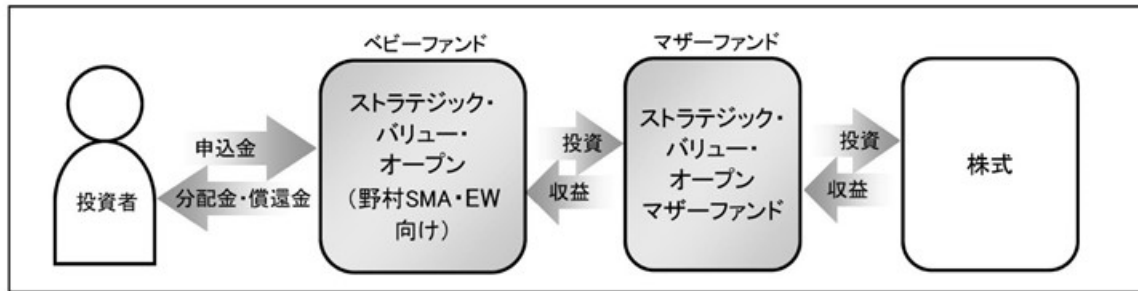 ベビーファンド
マザーファンド
投資者
申込金
分配金・償還金
ストラテジック・
バリュー・
オープン
(野村SMA・EW
向け)
投資
収益
ストラテジック・
バリュー・
オープン
マザーファンド
投資
収益
株式